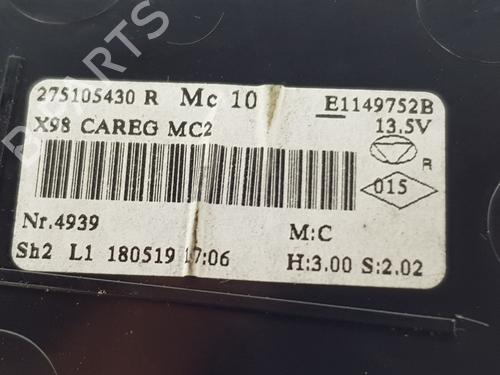 PARTS
275105430 R Mc 10 E1149752B
X98 CAREG MC2 13.5V
R
015
Nr.4939 M:C
Sh2 L1 180519 17:06 H:3.00 S:2.02